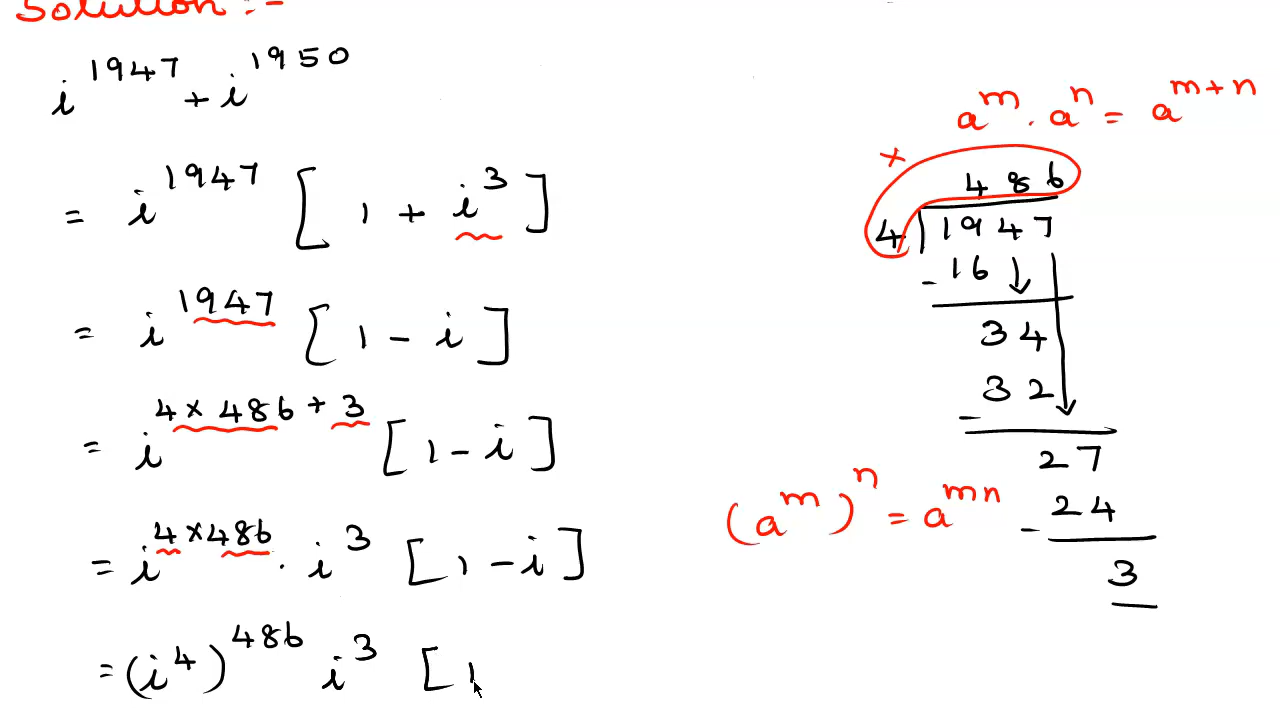 Solution :-
i^1947 + i^1950
= i^1947 [ 1 + i^3 ]
= i^1947 [ 1 - i ]
= i^4×486+3 [ 1 - i ]
= i^4×486 . i^3 [ 1 - i ]
= (i^4)^486 i^3 [ 1
a^m . a^n = a^m+n
×
486
4 ) 1947
- 16
34
- 32
27
- 24
3
(a^m)^n = a^mn